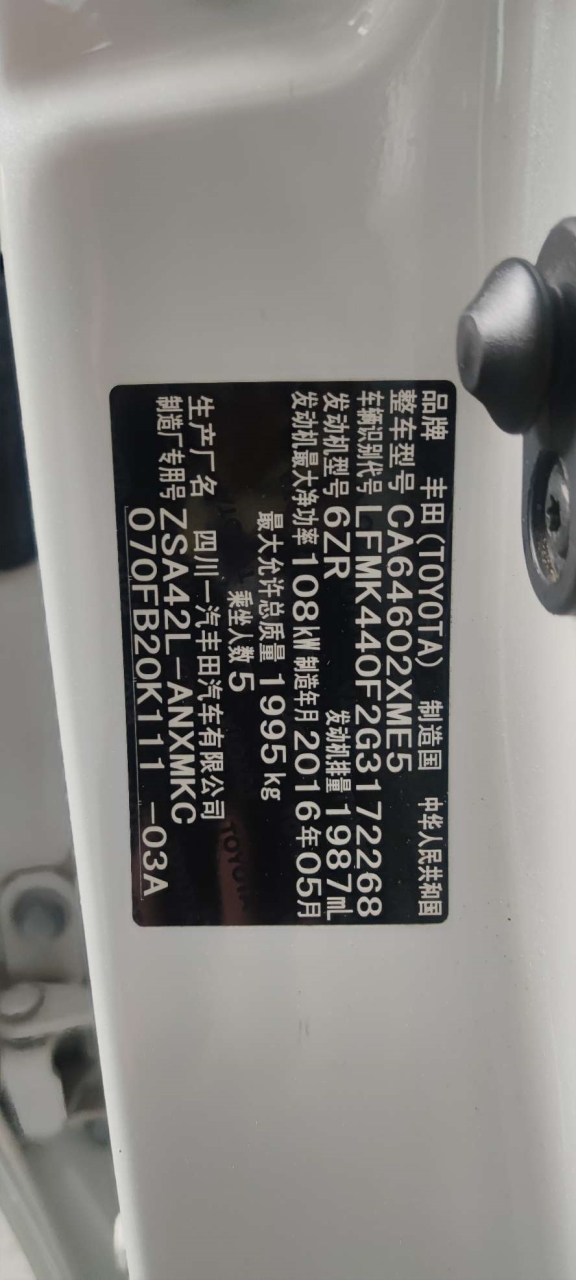 品牌 丰田(TOYOTA) 制造国 中华人民共和国
整车型号 CA64602XME5
车辆识别代号 LFMK440F2G3172268
发动机型号 6ZR 发动机排量 1987mL
发动机最大净功率 108kW 制造年月 2016年05月
最大允许总质量 1995kg
乘坐人数 5
生产厂名 四川一汽丰田汽车有限公司
制造厂专用号 ZSA42L-ANXMKC
070FB20K111 -03A
TOYOTA